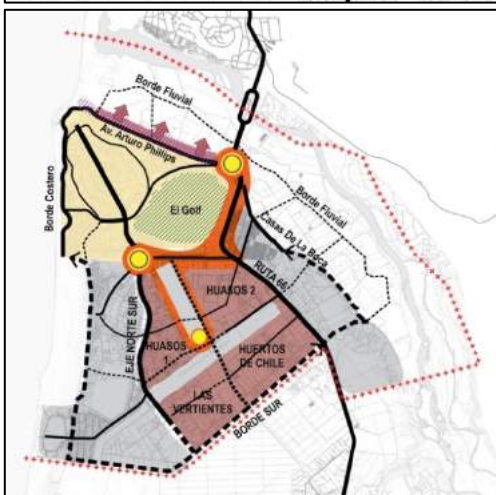 Borde Fluvial
Av. Arturo Phillips
Borde Costero
El Golf
Borde Fluvial
Casas De La Boca
RUTA 66
EJE NORTE SUR
HUASOS 2
HUASOS
1
HUERTOS
DE CHILE
LAS
VERTIENTES
BORDE SUR